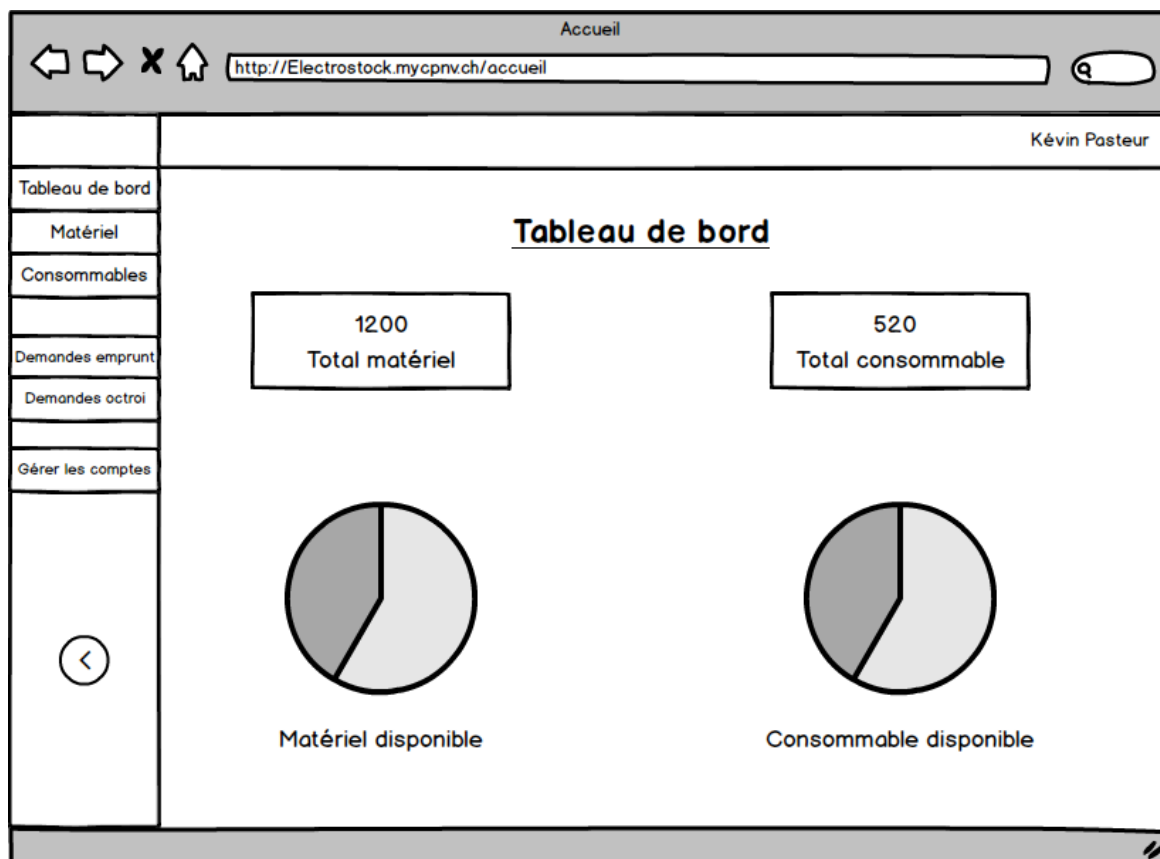 Accueil
http://Electrostock.mycpnv.ch/accueil
Kévin Pasteur
Tableau de bord
Matériel
Consommables
Demandes emprunt
Demandes octroi
Gérer les comptes
Tableau de bord
1200
Total matériel
520
Total consommable
Matériel disponible
Consommable disponible